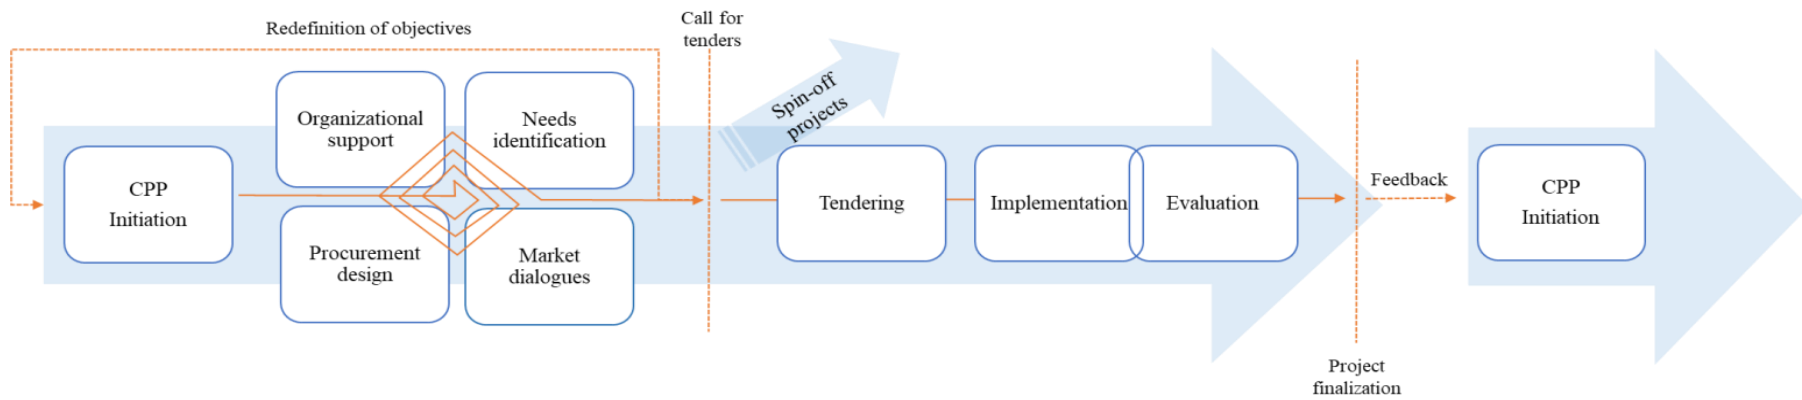 Redefinition of objectives
Call for
tenders
Organizational
support
Needs
identification
Spin-off
projects
CPP
Initiation
Procurement
design
Market
dialogues
Tendering
Implementation
Evaluation
Feedback
CPP
Initiation
Project
finalization